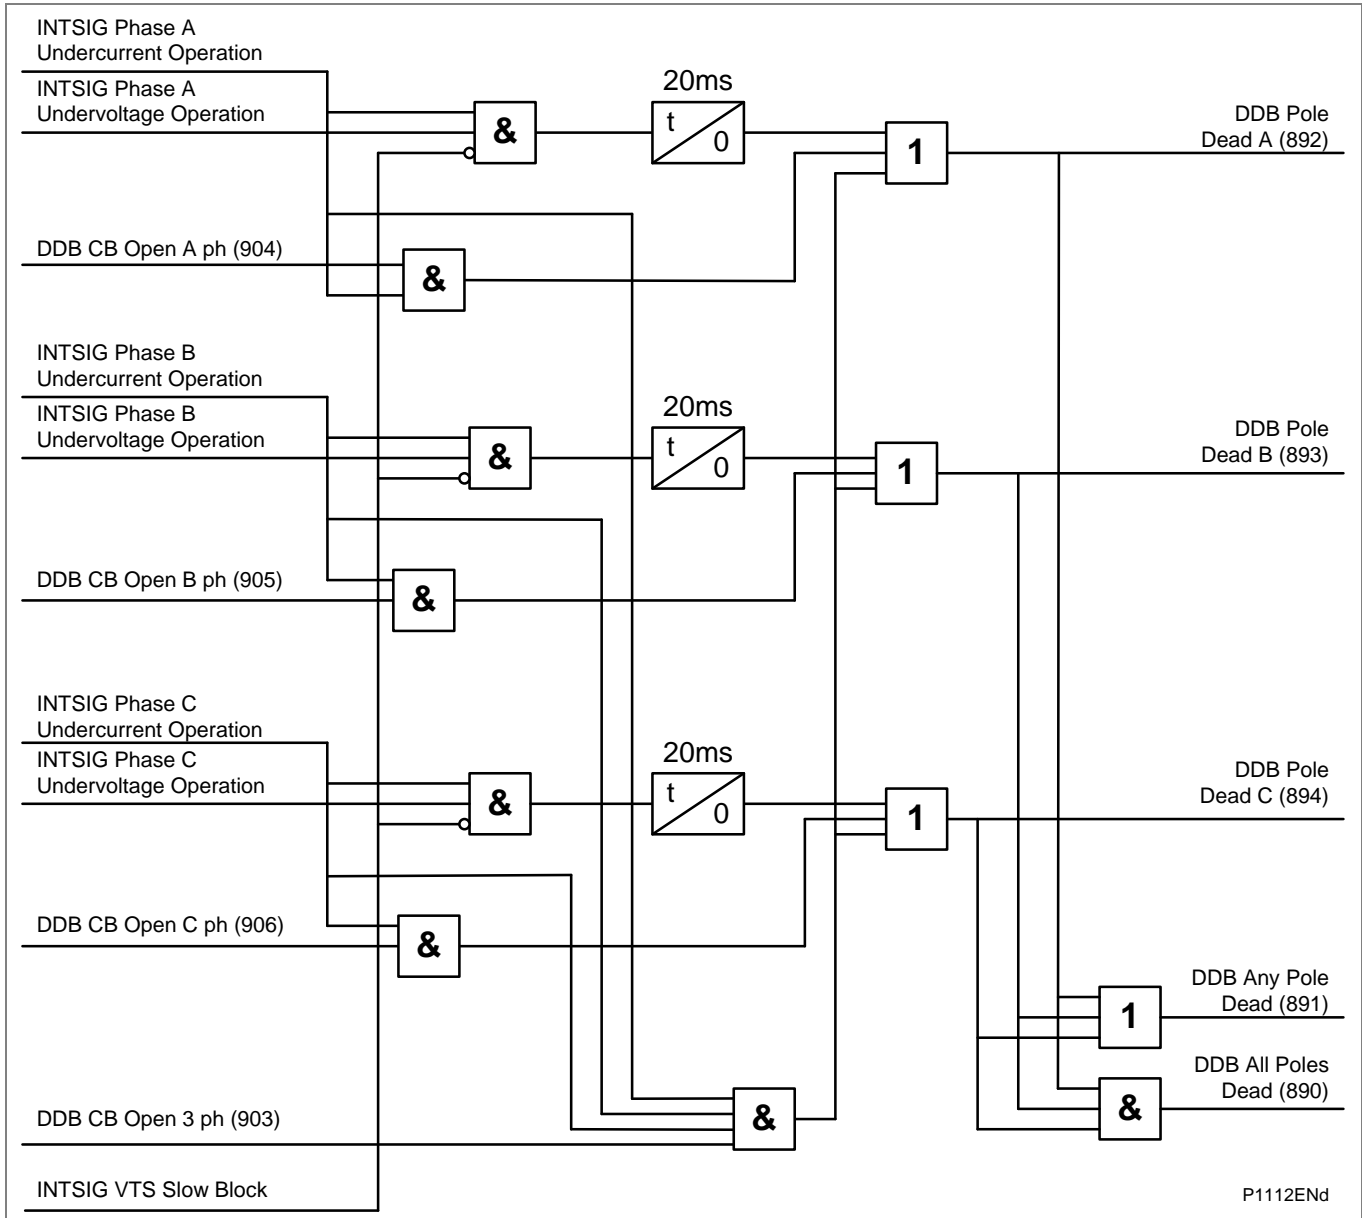 INTSIG Phase A
Undercurrent Operation
INTSIG Phase A
Undervoltage Operation
&
20ms
t
0
1
DDB Pole
Dead A (892)
DDB CB Open A ph (904)
&
INTSIG Phase B
Undercurrent Operation
INTSIG Phase B
Undervoltage Operation
&
20ms
t
0
1
DDB Pole
Dead B (893)
DDB CB Open B ph (905)
&
INTSIG Phase C
Undercurrent Operation
INTSIG Phase C
Undervoltage Operation
&
20ms
t
0
1
DDB Pole
Dead C (894)
DDB CB Open C ph (906)
&
DDB Any Pole
Dead (891)
1
DDB All Poles
Dead (890)
&
DDB CB Open 3 ph (903)
&
INTSIG VTS Slow Block
P1112ENd